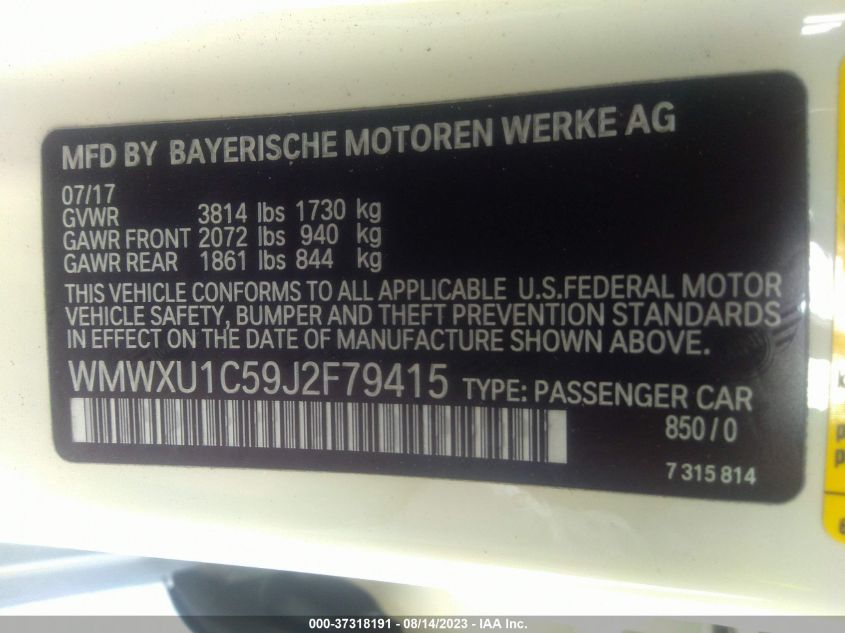 MFD BY BAYERISCHE MOTOREN WERKE AG
07/17
GVWR 3814 lbs 1730 kg
GAWR FRONT 2072 lbs 940 kg
GAWR REAR 1861 lbs 844 kg
THIS VEHICLE CONFORMS TO ALL APPLICABLE U.S.FEDERAL MOTOR
VEHICLE SAFETY, BUMPER AND THEFT PREVENTION STANDARDS
IN EFFECT ON THE DATE OF MANUFACTURE SHOWN ABOVE.
WMWXU1C59J2F79415 TYPE: PASSENGER CAR
850/0
7 315 814
000-37318191 - 08/14/2023 - IAA Inc.